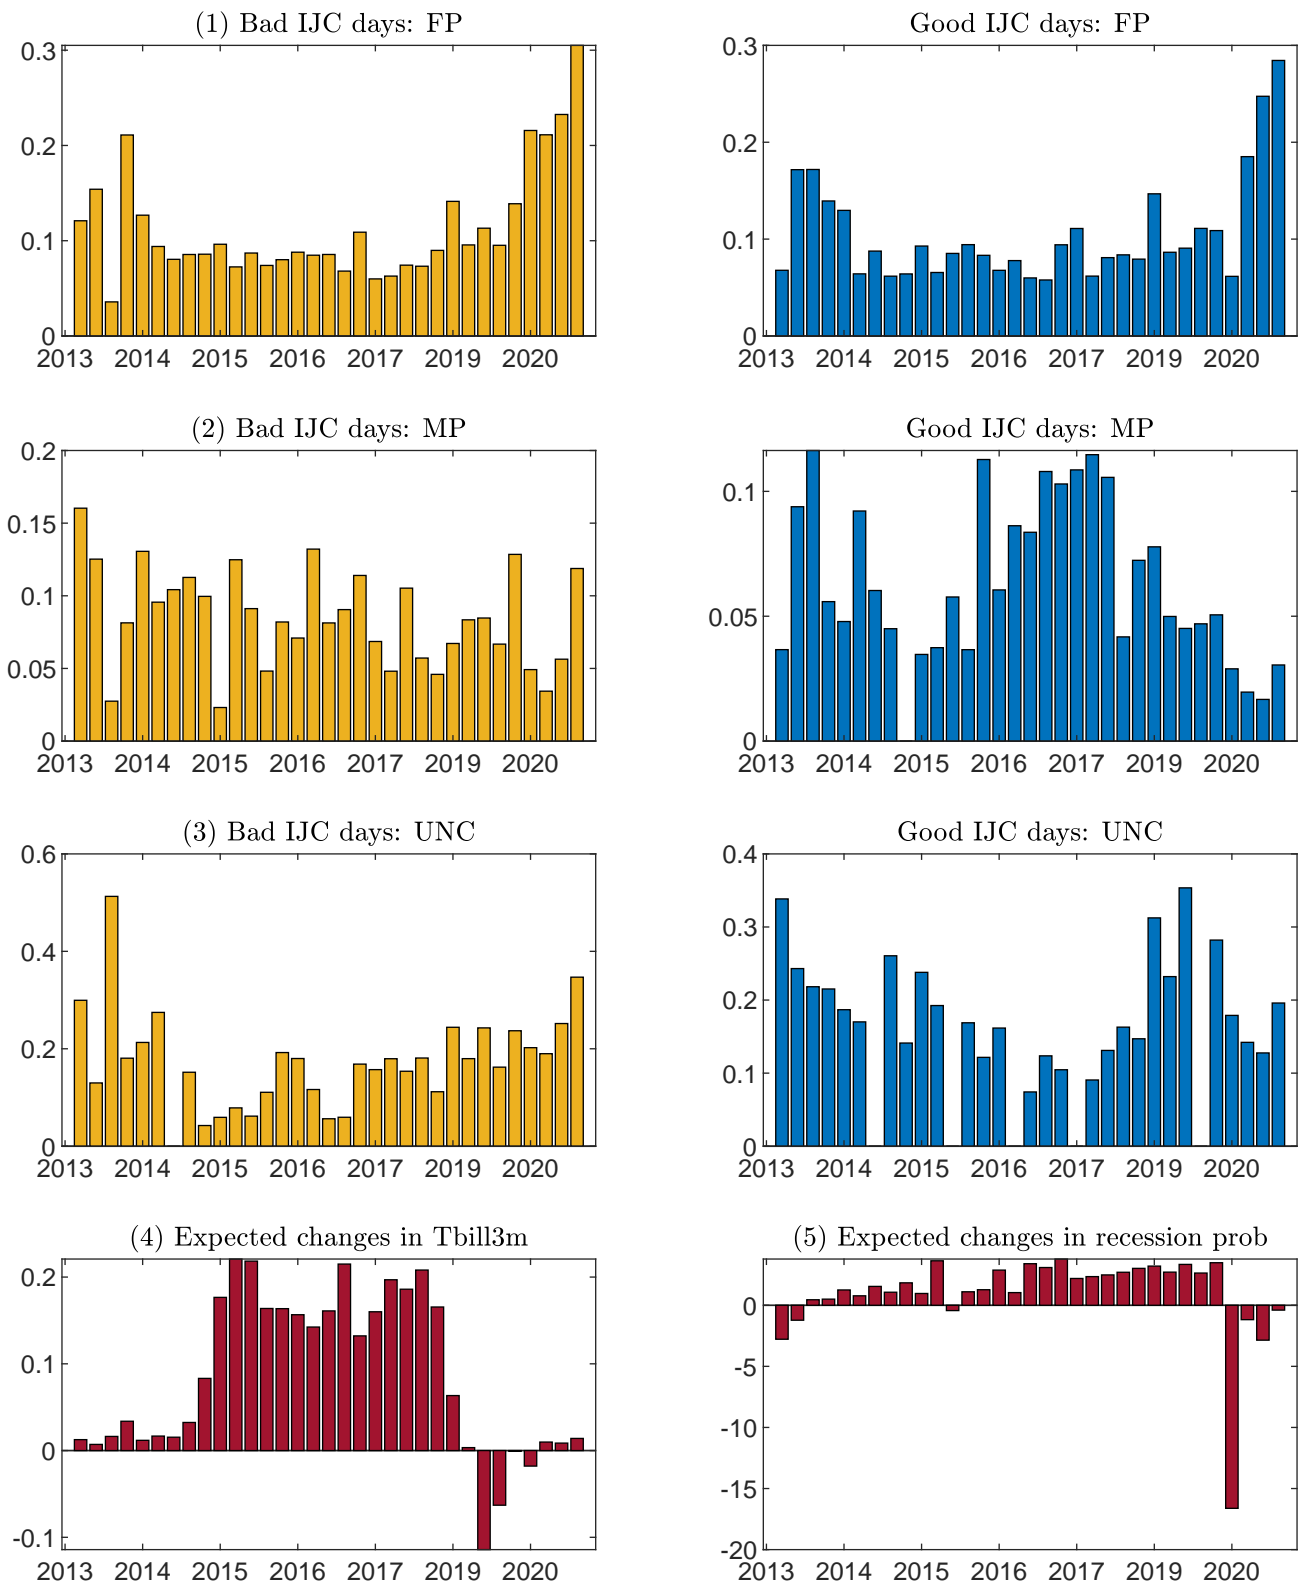 (1) Bad IJC days: FP
Good IJC days: FP
0.3
0.2
0.1
0
2013 2014 2015 2016 2017 2019 2020
0.3
0.2
0.1
0
2013 2014 2015 2016 2017 2019 2020
(2) Bad IJC days: MP
Good IJC days: MP
0.2
0.15
0.1
0.05
0
2013 2014 2015 2016 2017 2019 2020
0.1
0.05
0
2013 2014 2015 2016 2017 2019 2020
(3) Bad IJC days: UNC
Good IJC days: UNC
0.6
0.4
0.2
0
2013 2014 2015 2016 2017 2019 2020
0.4
0.3
0.2
0.1
0
2013 2014 2015 2016 2017 2019 2020
(4) Expected changes in Tbill3m
(5) Expected changes in recession prob
0.2
0.1
0
-0.1
2013 2014 2015 2016 2017 2019 2020
0
-5
-10
-15
-20
2013 2014 2015 2016 2017 2019 2020